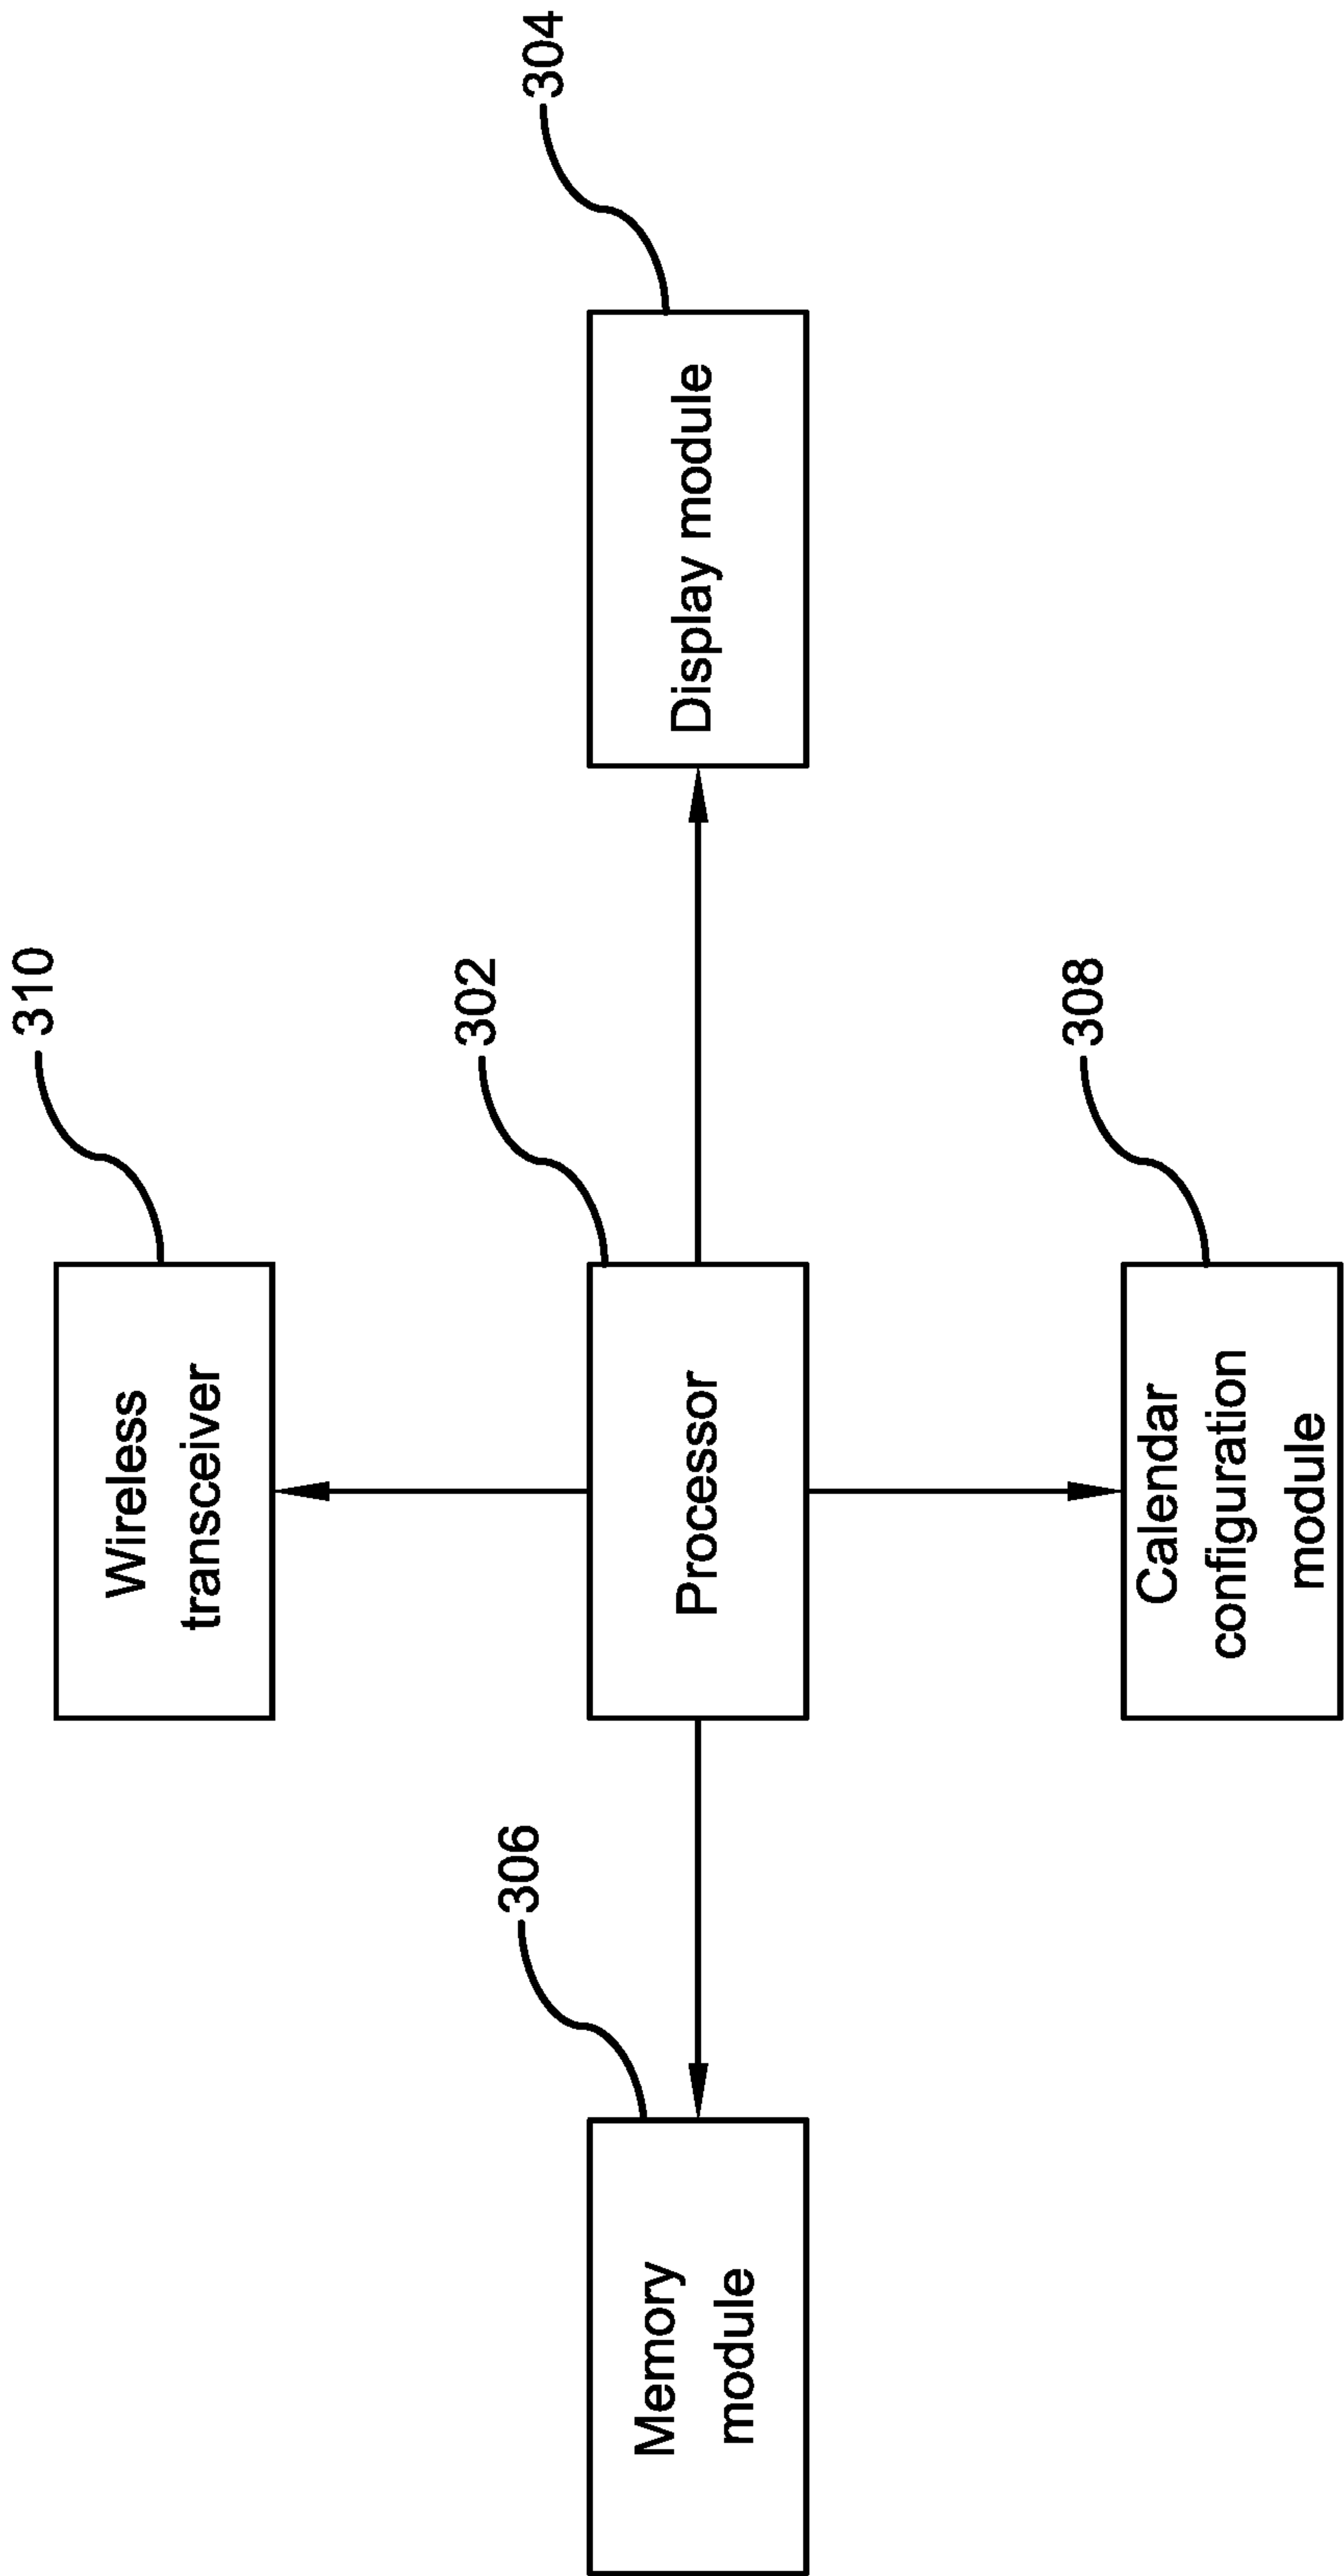 310
Wireless
transceiver
302
Processor
306
Memory
module
304
Display module
308
Calendar
configuration
module